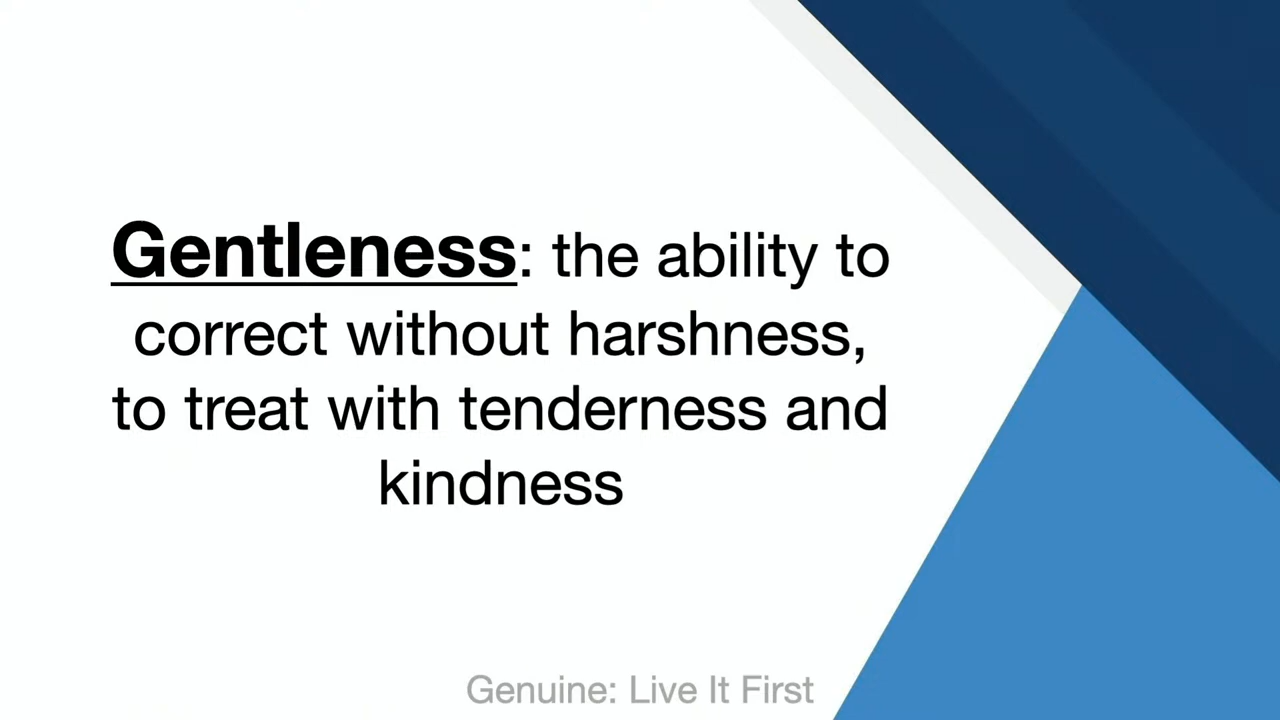 Gentleness: the ability to
correct without harshness,
to treat with tenderness and
kindness
Genuine: Live It First